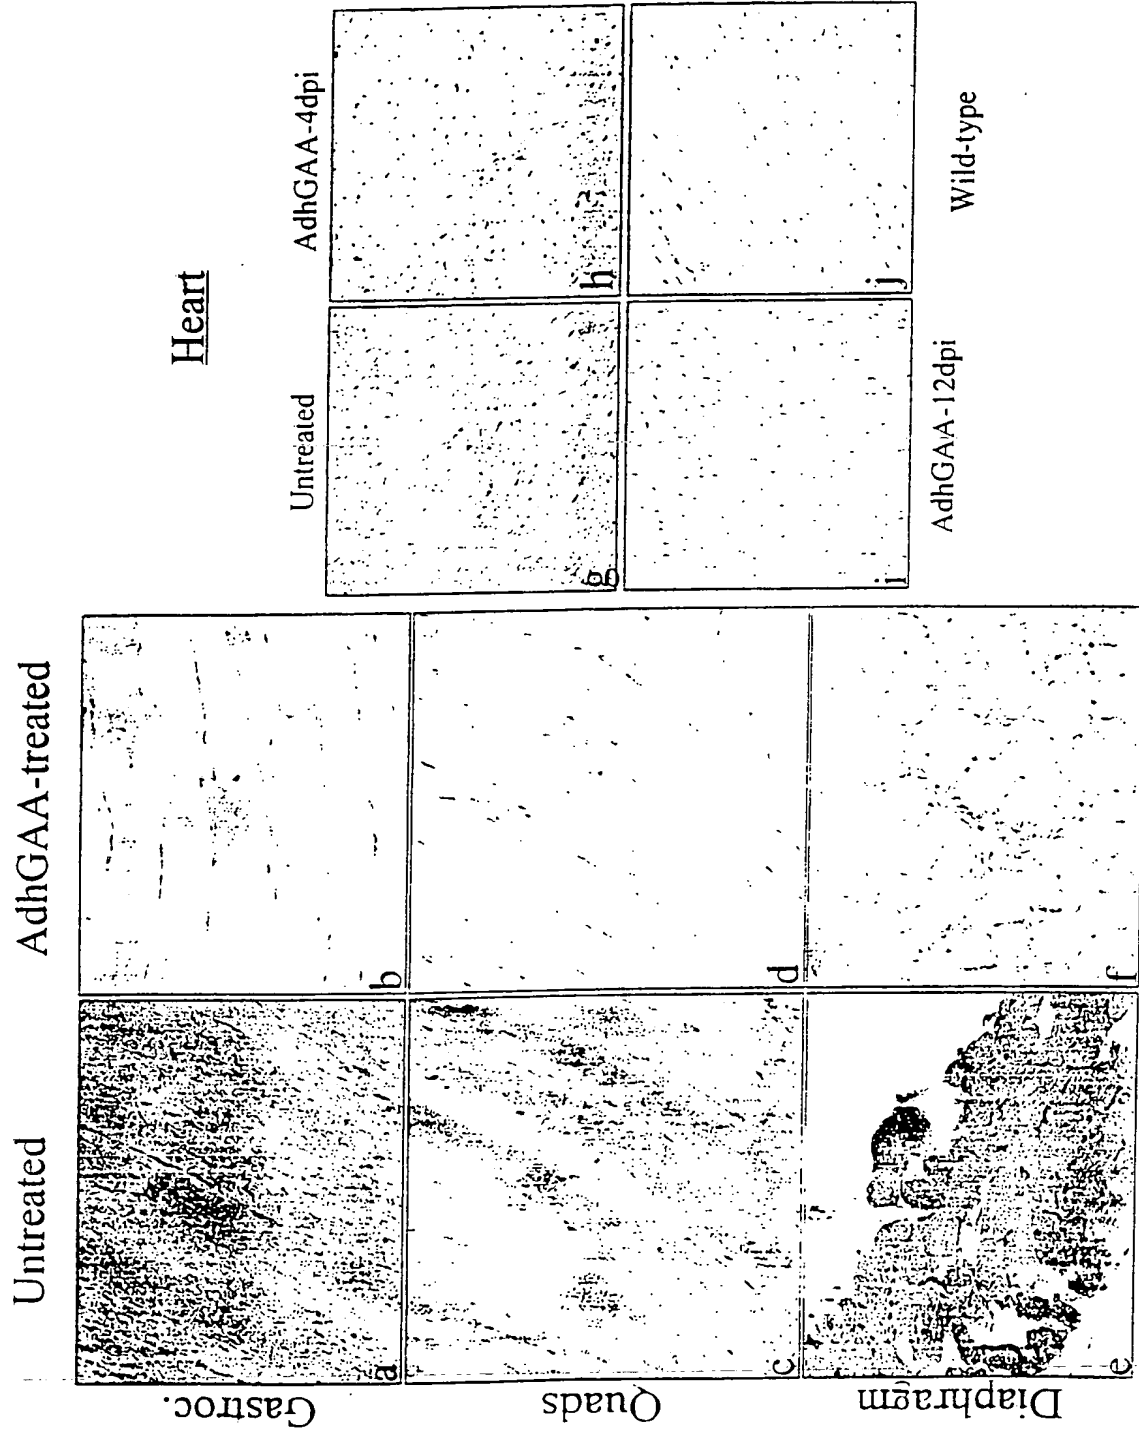 Untreated
AdhGAA-treated
Gastroc.
a
b
Quads
c
d
Diaphragm
e
f
Heart
Untreated
AdhGAA-4dpi
g
h
i
j
AdhGAA-12dpi
Wild-type